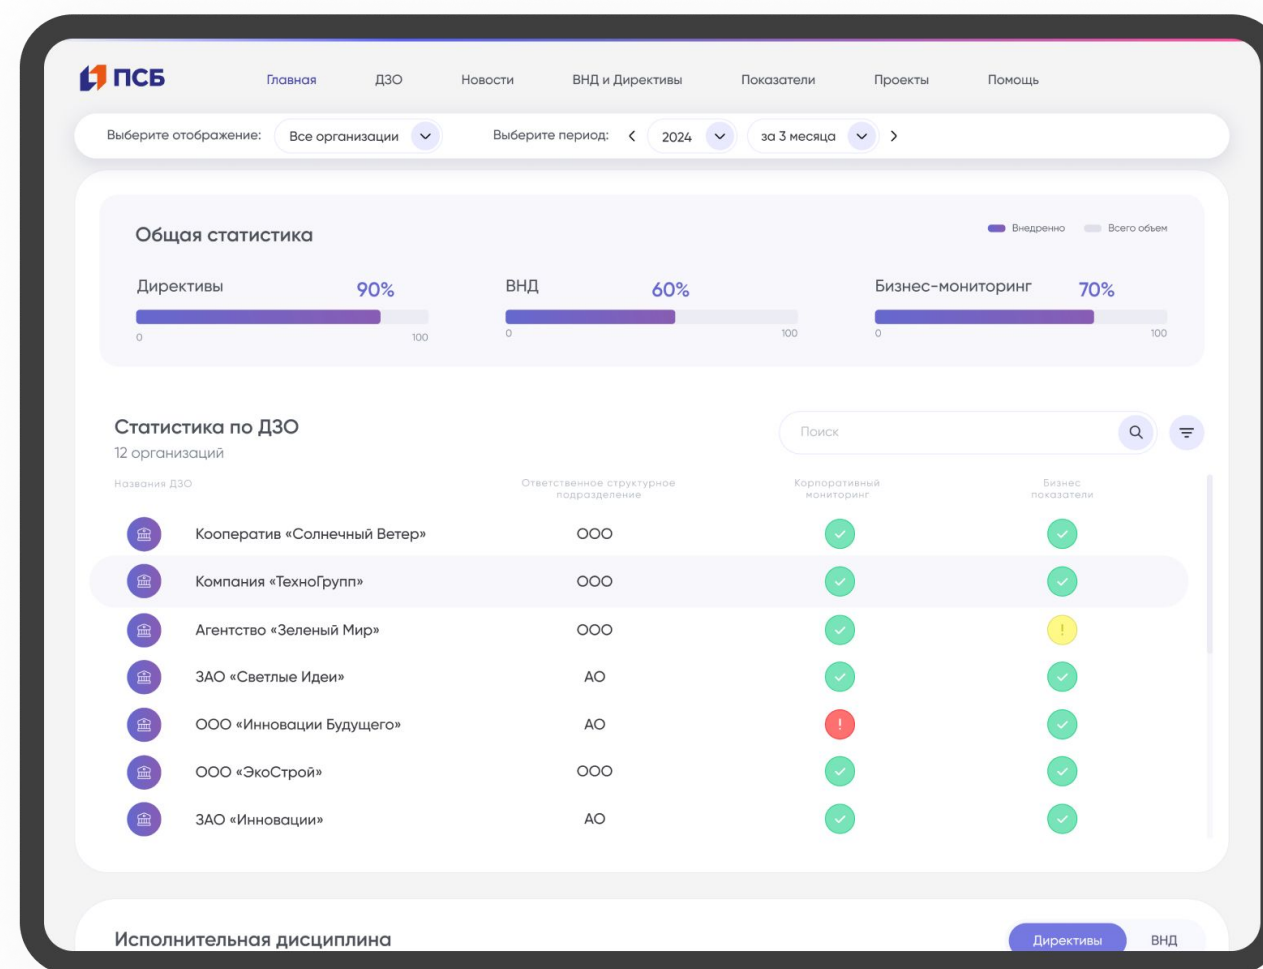 ПСБ
Главная ДЗО Новости ВНД и Директивы Показатели Проекты Помощь
Выберите отображение: Все организации Выберите период: 2024 за 3 месяца
Общая статистика
Внедренно Всего объем
Директивы 90% ВНД 60% Бизнес-мониторинг 70%
0 100 0 100 0 100
Статистика по ДЗО
Поиск
12 организаций
Названия ДЗО Ответственное структурное Корпоративный Бизнес
подразделение мониторинг показатели
Кооператив «Солнечный Ветер» ООО
Компания «ТехноГрупп» ООО
Агентство «Зеленый Мир» ООО
ЗАО «Светлые Идеи» АО
ООО «Инновации Будущего» АО
ООО «ЭкоСтрой» ООО
ЗАО «Инновации» АО
Исполнительная дисциплина Директивы ВНД